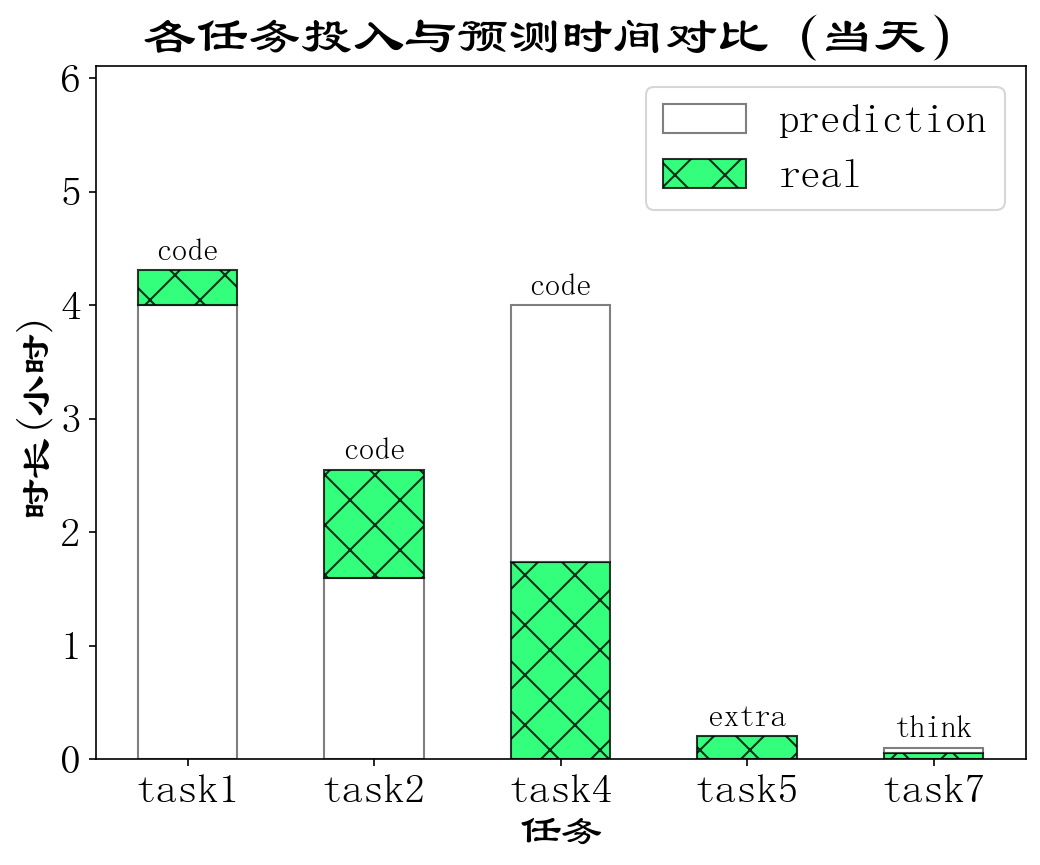 各任务投入与预测时间对比 (当天)
prediction
real
时长(小时)
6
5
4
3
2
1
0
code
code
code
extra
think
task1 task2 task4 task5 task7
任务